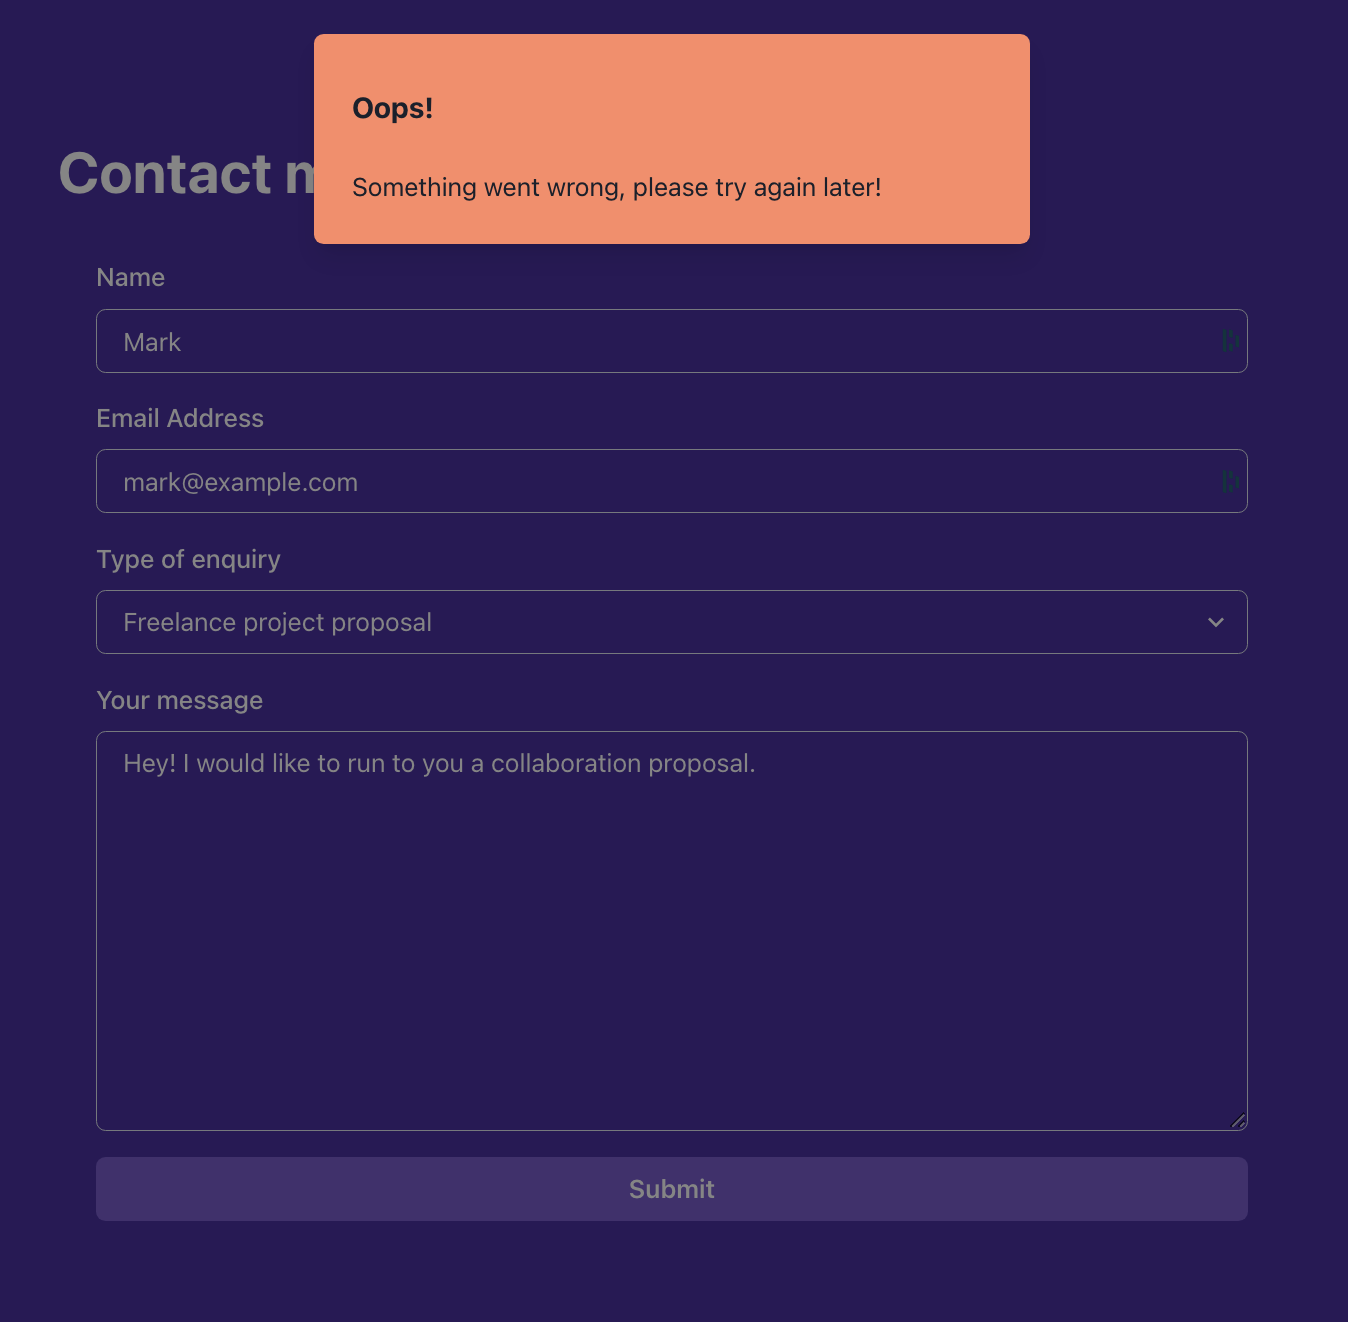 Oops!
Something went wrong, please try again later!
Contact
Name
Mark
Email Address
mark@example.com
Type of enquiry
Freelance project proposal
Your message
Hey! I would like to run to you a collaboration proposal.
Submit